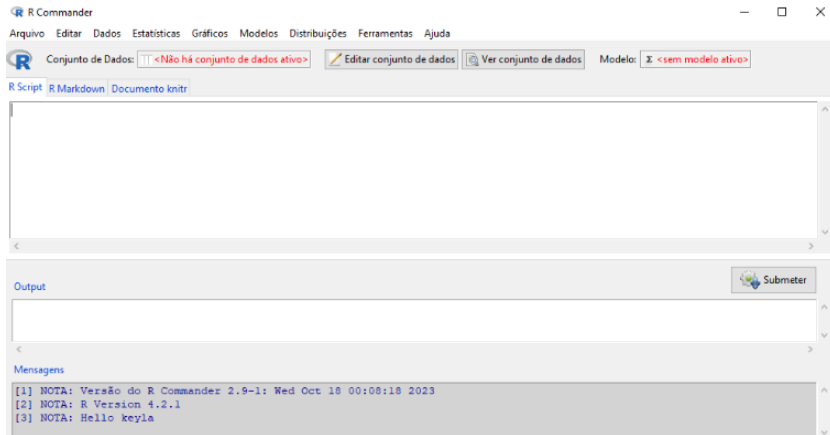 R Commander
Arquivo Editar Dados Estatísticas Gráficos Modelos Distribuições Ferramentas Ajuda
R Conjunto de Dados: <Não há conjunto de dados ativo> Editar conjunto de dados Ver conjunto de dados Modelo: Σ <sem modelo ativo>
R Script R Markdown Documento knitr
Submeter
Output
Mensagens
[1] NOTA: Versão do R Commander 2.9-1: Wed Oct 18 00:08:18 2023
[2] NOTA: R Version 4.2.1
[3] NOTA: Hello keyla